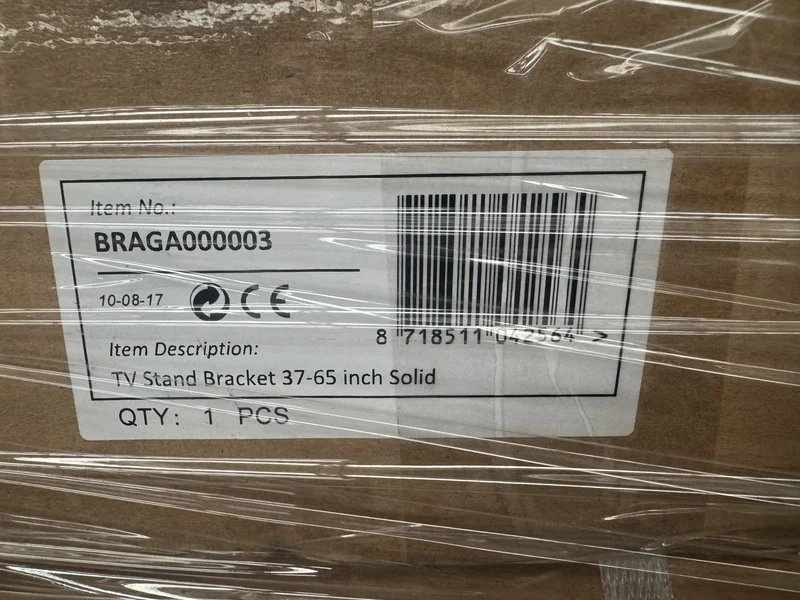 Item No.:
BRAGA000003
10-08-17 CE
Item Description:
TV Stand Bracket 37-65 inch Solid
QTY: 1 PCS
8 718511 042564 >